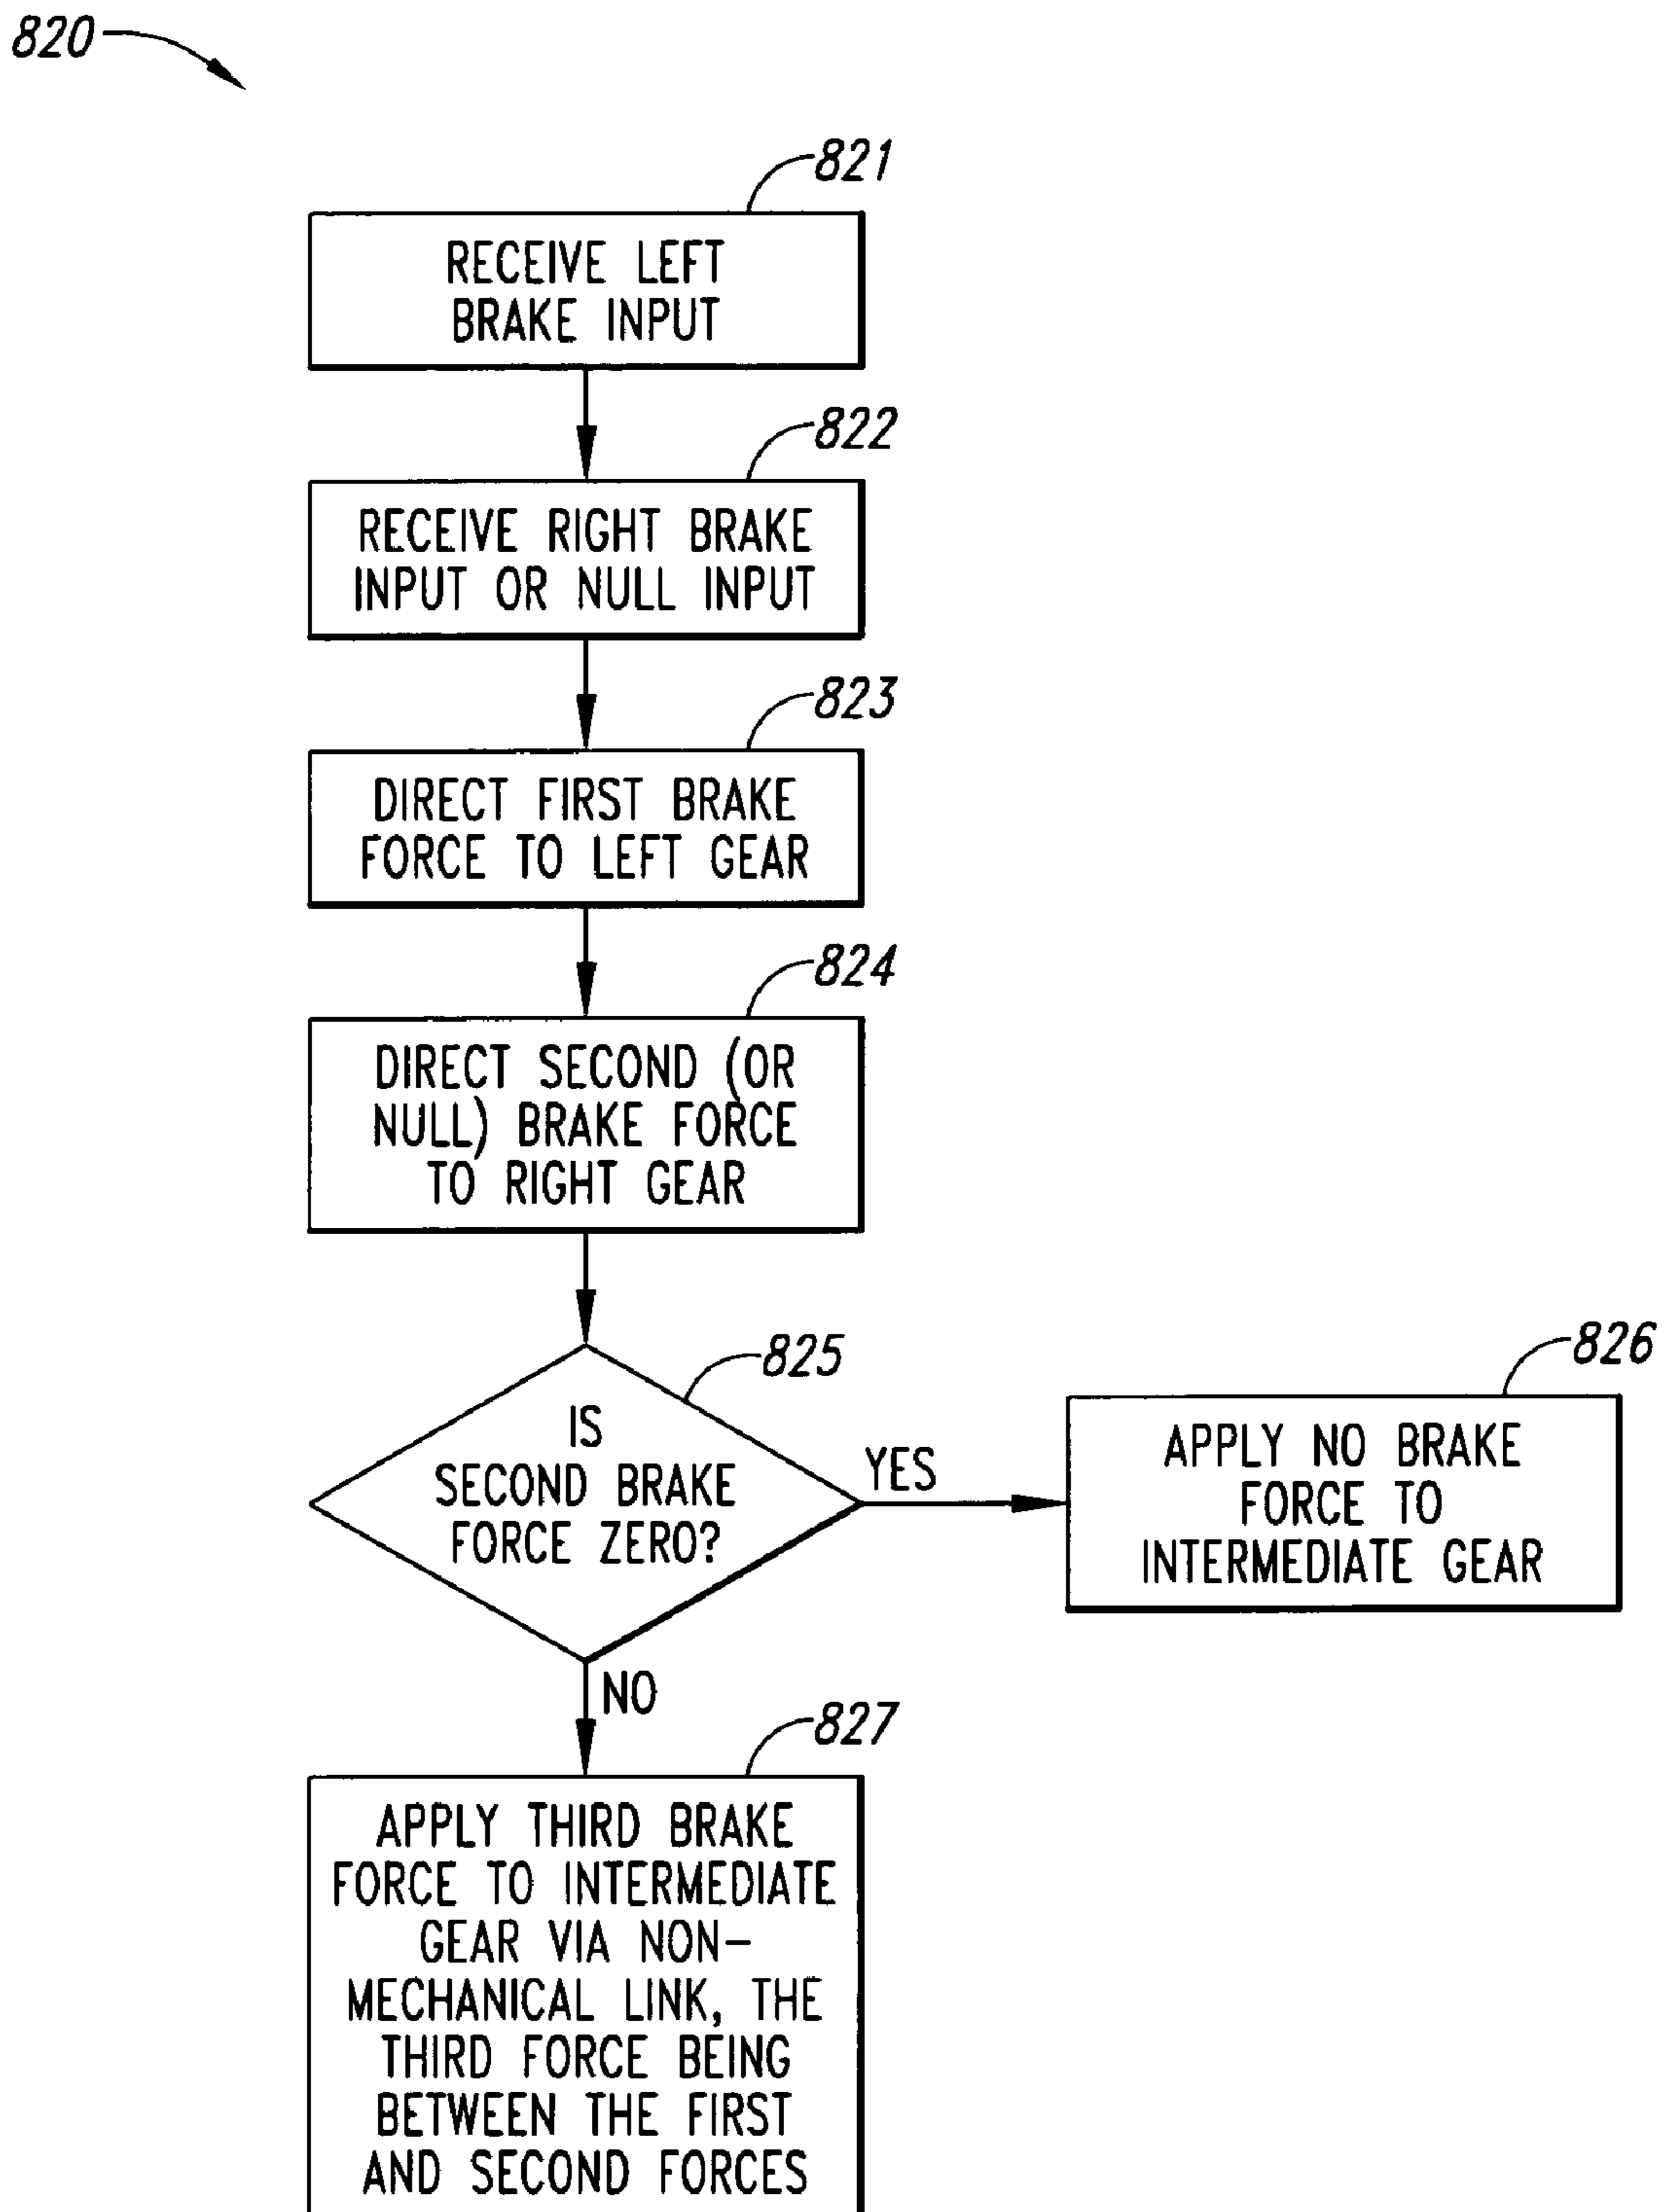 820
821
RECEIVE LEFT
BRAKE INPUT
822
RECEIVE RIGHT BRAKE
INPUT OR NULL INPUT
823
DIRECT FIRST BRAKE
FORCE TO LEFT GEAR
824
DIRECT SECOND (OR
NULL) BRAKE FORCE
TO RIGHT GEAR
825
IS
SECOND BRAKE
FORCE ZERO?
YES
826
APPLY NO BRAKE
FORCE TO
INTERMEDIATE GEAR
NO
827
APPLY THIRD BRAKE
FORCE TO INTERMEDIATE
GEAR VIA NON-
MECHANICAL LINK, THE
THIRD FORCE BEING
BETWEEN THE FIRST
AND SECOND FORCES